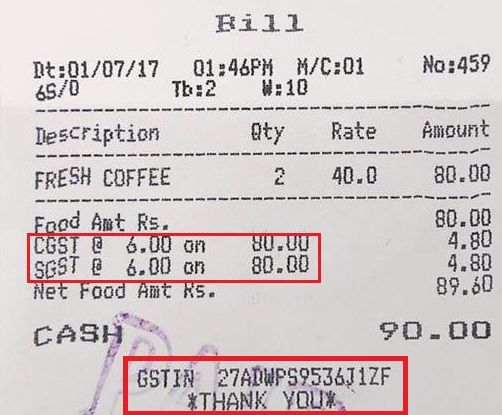 Bill
Dt:01/07/17 01:46PM M/C:01 No:459
6S/0 Tb:2 W:10
Description Qty Rate Amount
FRESH COFFEE 2 40.0 80.00
Food Amt Rs. 80.00
CGST @ 6.00 on 80.00 4.80
SGST @ 6.00 on 80.00 4.80
Net Food Amt Rs. 89.60
CASH 90.00
GSTIN 27ADWPS9536J1ZF
*THANK YOU*